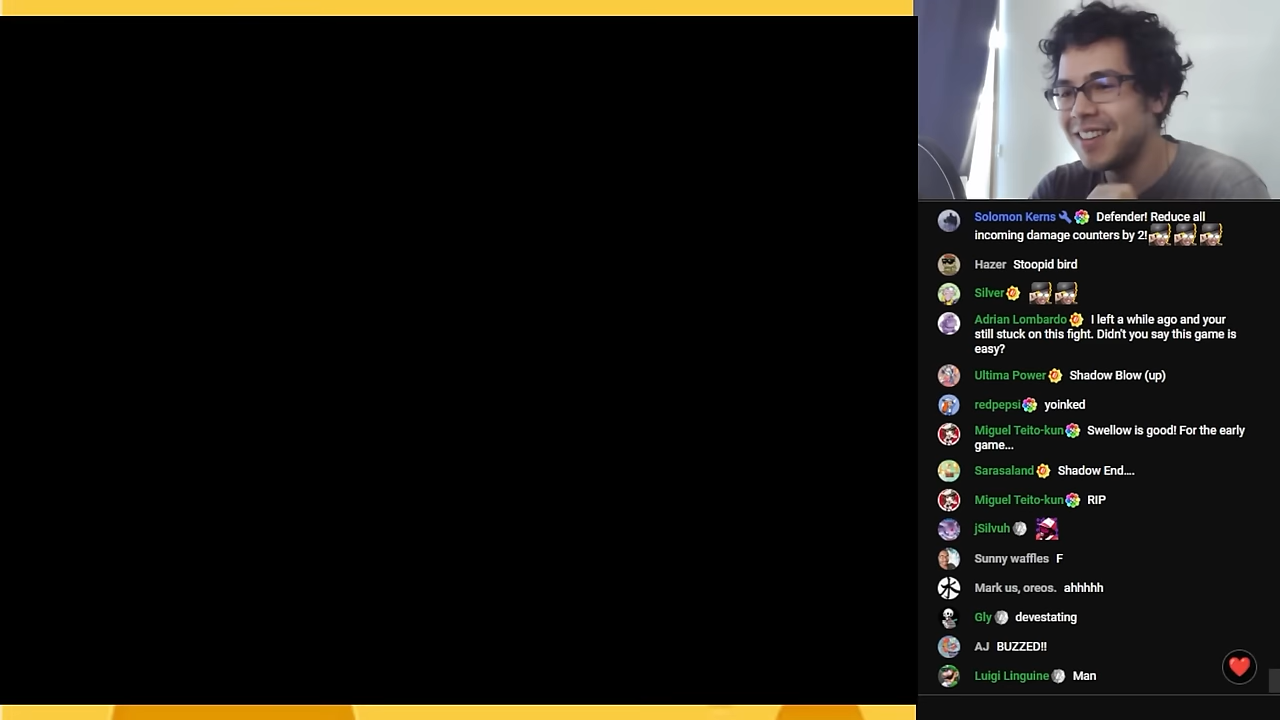 Solomon Kerns Defender! Reduce all
incoming damage counters by 2!
Hazer Stoopid bird
Silver
Adrian Lombardo I left a while ago and your
still stuck on this fight. Didn't you say this game is
easy?
Ultima Power Shadow Blow (up)
redpepsi yoinked
Miguel Teito-kun Swellow is good! For the early
game...
Sarasaland Shadow End....
Miguel Teito-kun RIP
jSilvuh
Sunny waffles F
Mark us, oreos. ahhhhh
Gly devestating
AJ BUZZED!!
Luigi Linguine Man